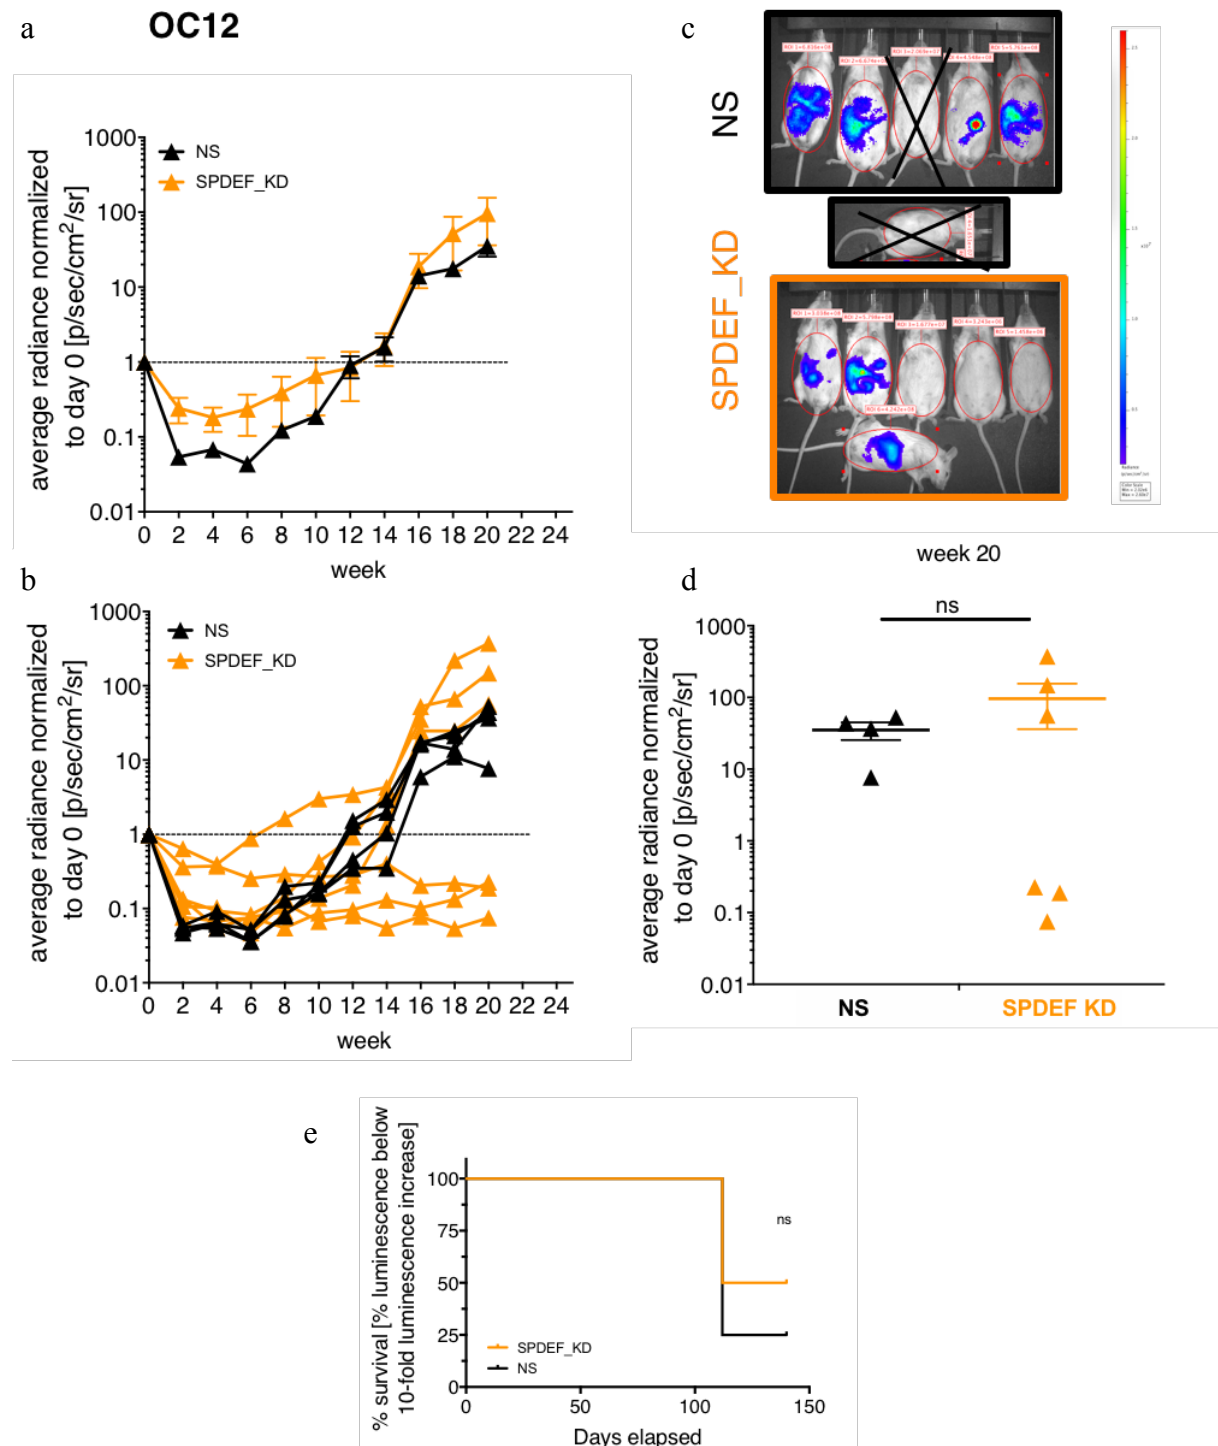 a
OC12
1000
100
10
1
0.1
0.01
NS
SPDEF_KD
average radiance normalized
to day 0 [p/sec/cm²/sr]
0 2 4 6 8 10 12 14 16 18 20 22 24
week
c
NS
SPDEF_KD
week 20
b
1000
100
10
1
0.1
0.01
NS
SPDEF_KD
average radiance normalized
to day 0 [p/sec/cm²/sr]
0 2 4 6 8 10 12 14 16 18 20 22 24
week
d
ns
1000
100
10
1
0.1
0.01
average radiance normalized
to day 0 [p/sec/cm²/sr]
NS SPDEF KD
e
% survival [% luminescence below
10-fold luminescence increase]
100
75
50
25
0
ns
SPDEF_KD
NS
0 50 100 150
Days elapsed